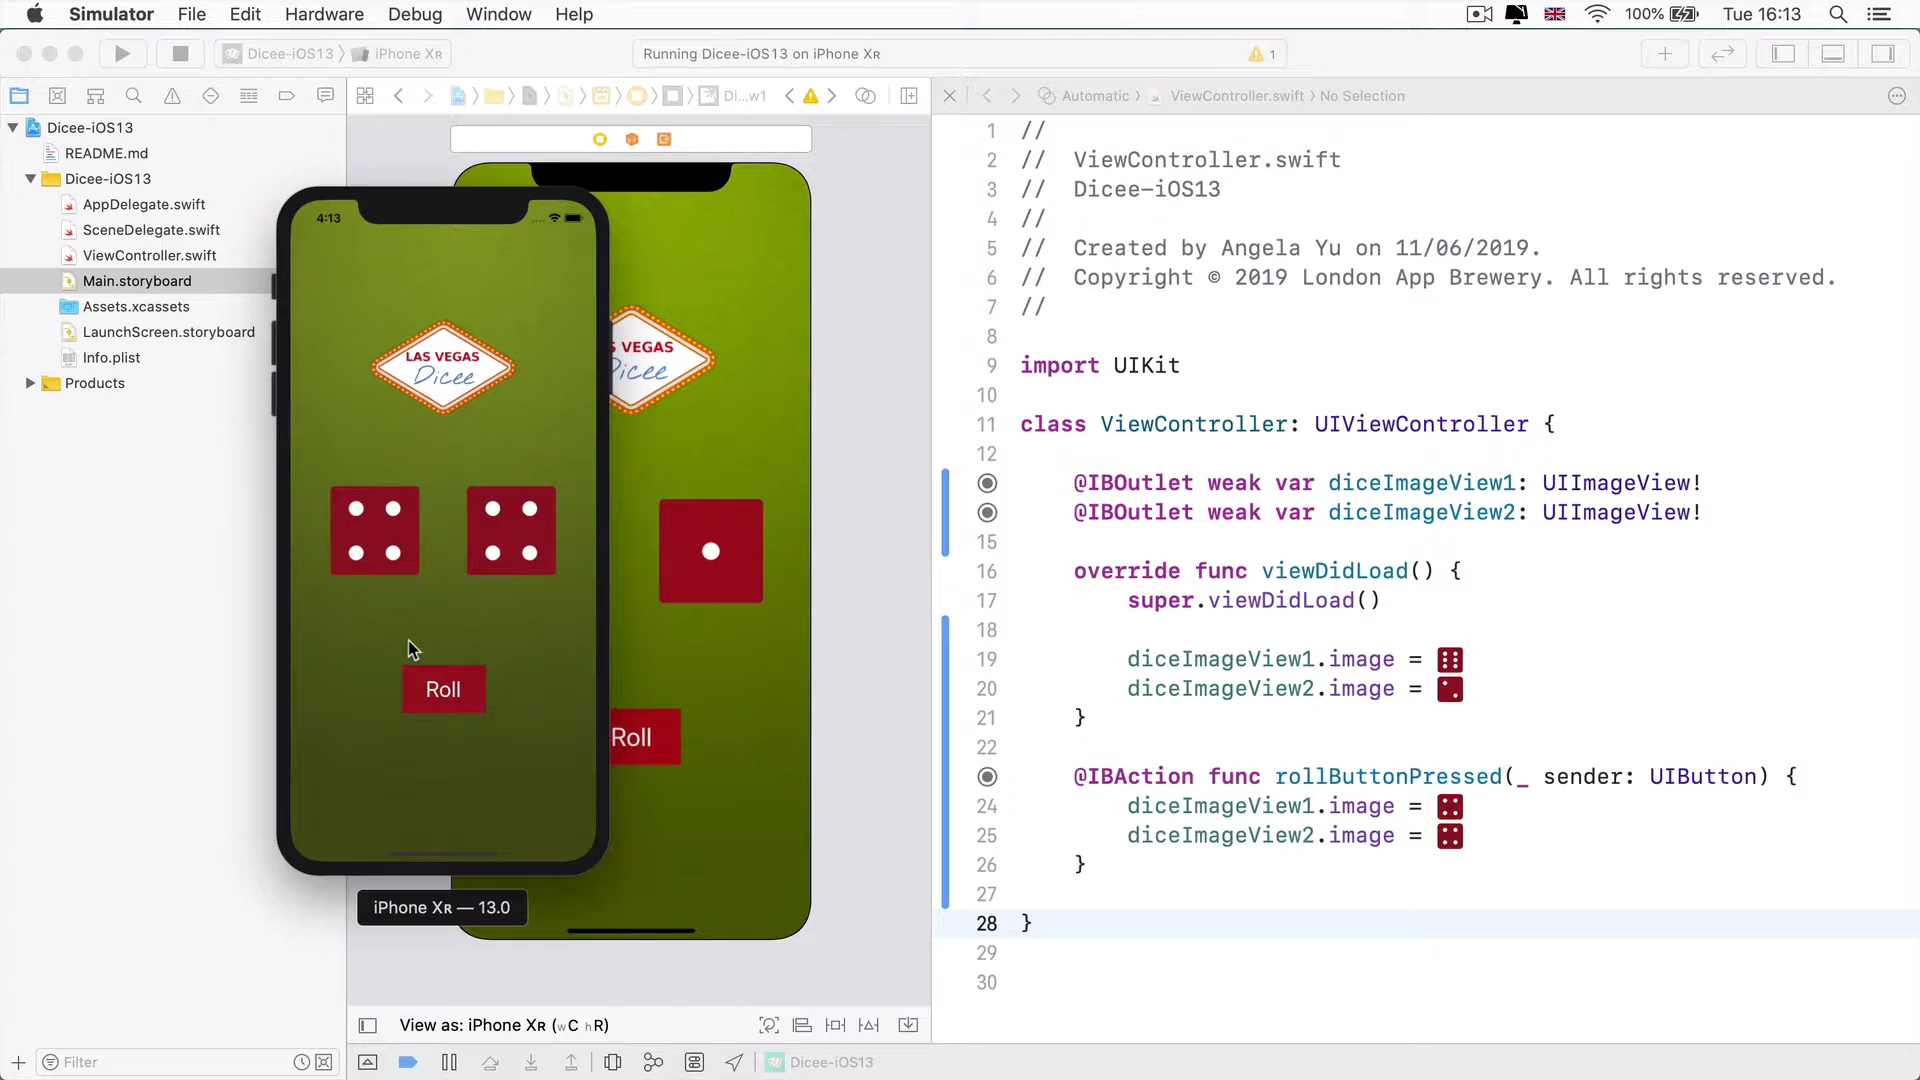 Simulator File Edit Hardware Debug Window Help 100% Tue 16:13
Dicee-iOS13 iPhone XR Running Dicee-iOS13 on iPhone XR 1
Di...w1 Automatic ViewController.swift No Selection
Dicee-iOS13
README.md
Dicee-iOS13
AppDelegate.swift
SceneDelegate.swift
ViewController.swift
Main.storyboard
Assets.xcassets
LaunchScreen.storyboard
Info.plist
Products
Filter
4:13
LAS VEGAS
Dicee
Roll
iPhone XR — 13.0
S VEGAS
Dicee
Roll
View as: iPhone XR (wC hR)
Dicee-iOS13
1 //
2 // ViewController.swift
3 // Dicee-iOS13
4 //
5 // Created by Angela Yu on 11/06/2019.
6 // Copyright © 2019 London App Brewery. All rights reserved.
7 //
8
9 import UIKit
10
11 class ViewController: UIViewController {
12
@IBOutlet weak var diceImageView1: UIImageView!
@IBOutlet weak var diceImageView2: UIImageView!
15
16 override func viewDidLoad() {
17 super.viewDidLoad()
18
19 diceImageView1.image =
20 diceImageView2.image =
21 }
22
@IBAction func rollButtonPressed(_ sender: UIButton) {
24 diceImageView1.image =
25 diceImageView2.image =
26 }
27
28 }
29
30